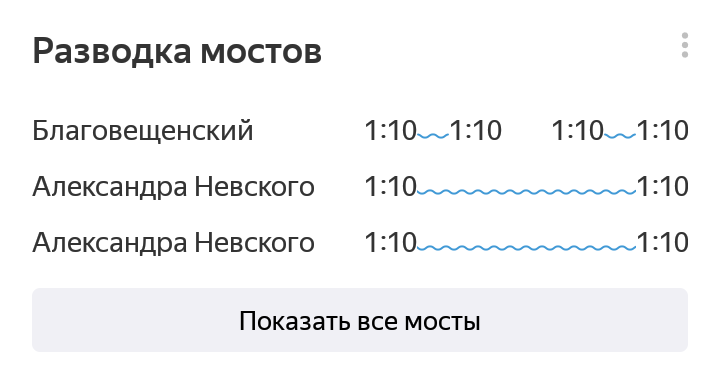 Разводка мостов
Благовещенский 1:10 1:10 1:10 1:10
Александра Невского 1:10 1:10
Александра Невского 1:10 1:10
Показать все мосты